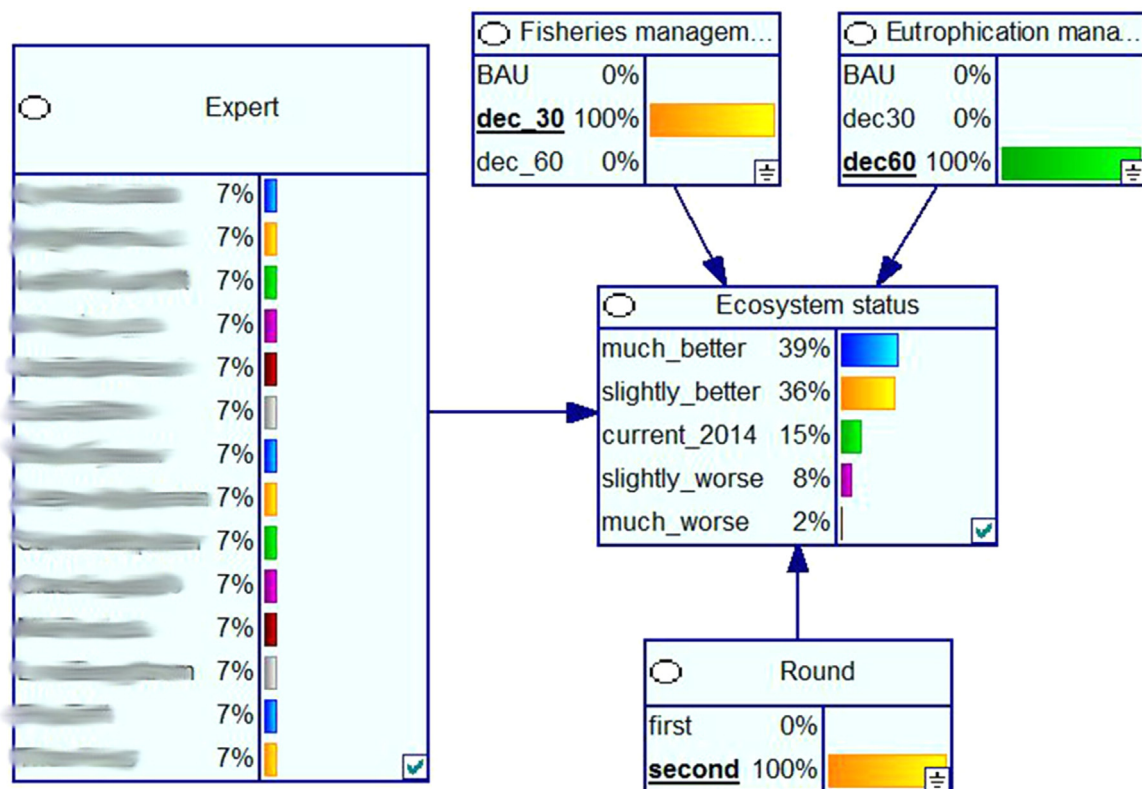 Expert
7%
7%
7%
7%
7%
7%
7%
7%
7%
7%
7%
7%
7%
7%
Fisheries managem...
BAU 0%
dec_30 100%
dec_60 0%
Eutrophication mana...
BAU 0%
dec30 0%
dec60 100%
Ecosystem status
much_better 39%
slightly_better 36%
current_2014 15%
slightly_worse 8%
much_worse 2%
Round
first 0%
second 100%